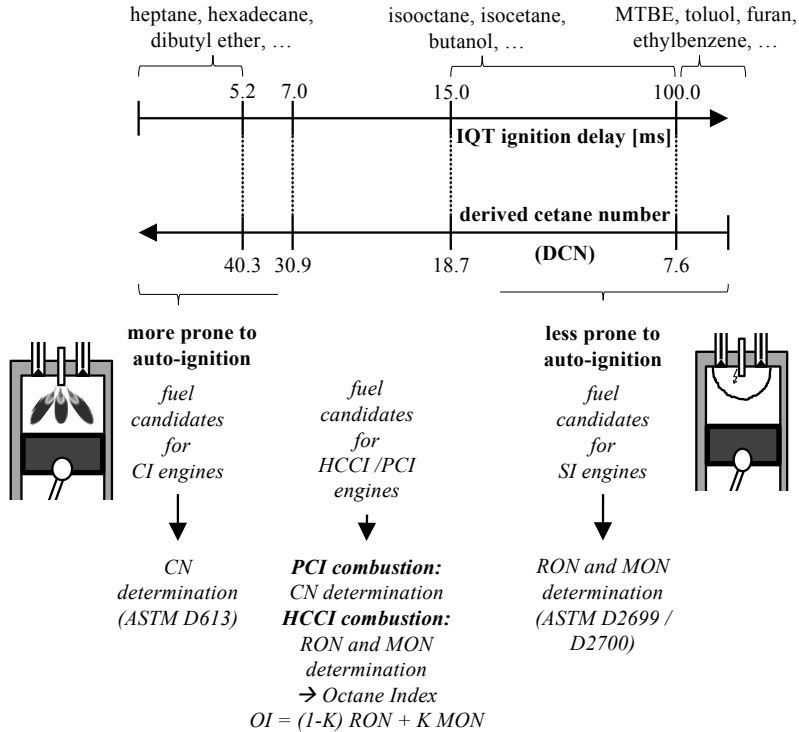 heptane, hexadecane,
dibutyl ether, …
isooctane, isocetane,
butanol, …
MTBE, toluol, furan,
ethylbenzene, …
5.2
7.0
15.0
100.0
IQT ignition delay [ms]
derived cetane number
(DCN)
40.3
30.9
18.7
7.6
more prone to
auto-ignition
fuel
candidates
for
CI engines
CN
determination
(ASTM D613)
fuel
candidates
for
HCCI /PCI
engines
PCI combustion:
CN determination
HCCI combustion:
RON and MON
determination
→ Octane Index
OI = (1-K) RON + K MON
less prone to
auto-ignition
fuel
candidates
for
SI engines
RON and MON
determination
(ASTM D2699 /
D2700)